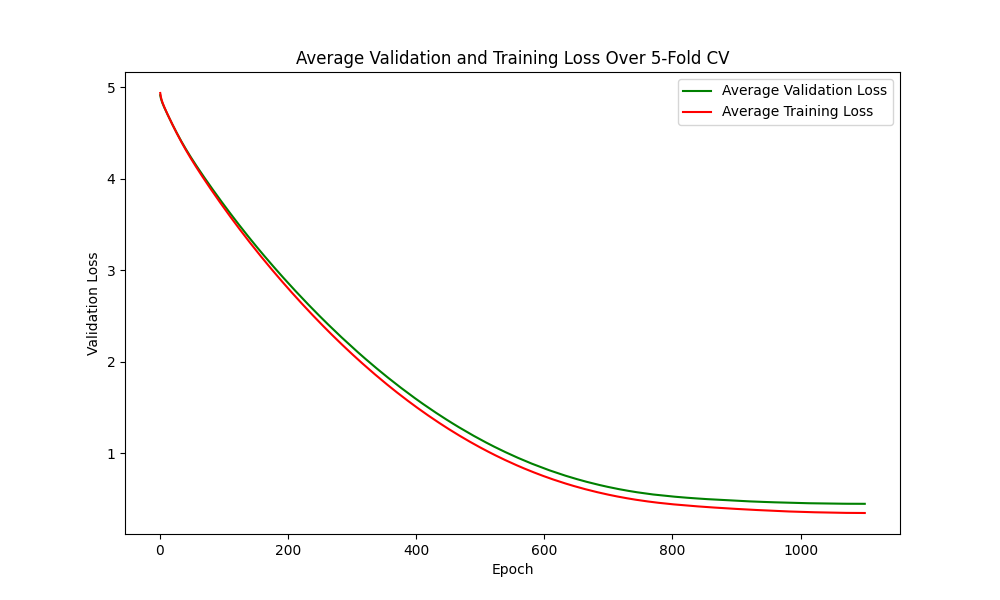 Average Validation and Training Loss Over 5-Fold CV
Average Validation Loss
Average Training Loss
Validation Loss
5
4
3
2
1
0
200
400
600
800
1000
Epoch